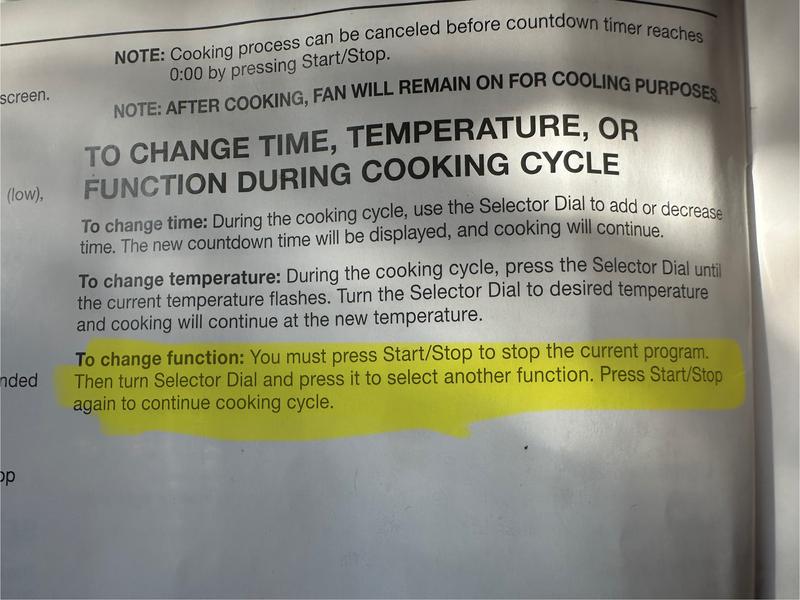 NOTE: Cooking process can be canceled before countdown timer reaches
0:00 by pressing Start/Stop.
screen.
NOTE: AFTER COOKING, FAN WILL REMAIN ON FOR COOLING PURPOSES.
TO CHANGE TIME, TEMPERATURE, OR
FUNCTION DURING COOKING CYCLE
(low),
To change time: During the cooking cycle, use the Selector Dial to add or decrease
time. The new countdown time will be displayed, and cooking will continue.
To change temperature: During the cooking cycle, press the Selector Dial until
the current temperature flashes. Turn the Selector Dial to desired temperature
and cooking will continue at the new temperature.
To change function: You must press Start/Stop to stop the current program.
Then turn Selector Dial and press it to select another function. Press Start/Stop
again to continue cooking cycle.